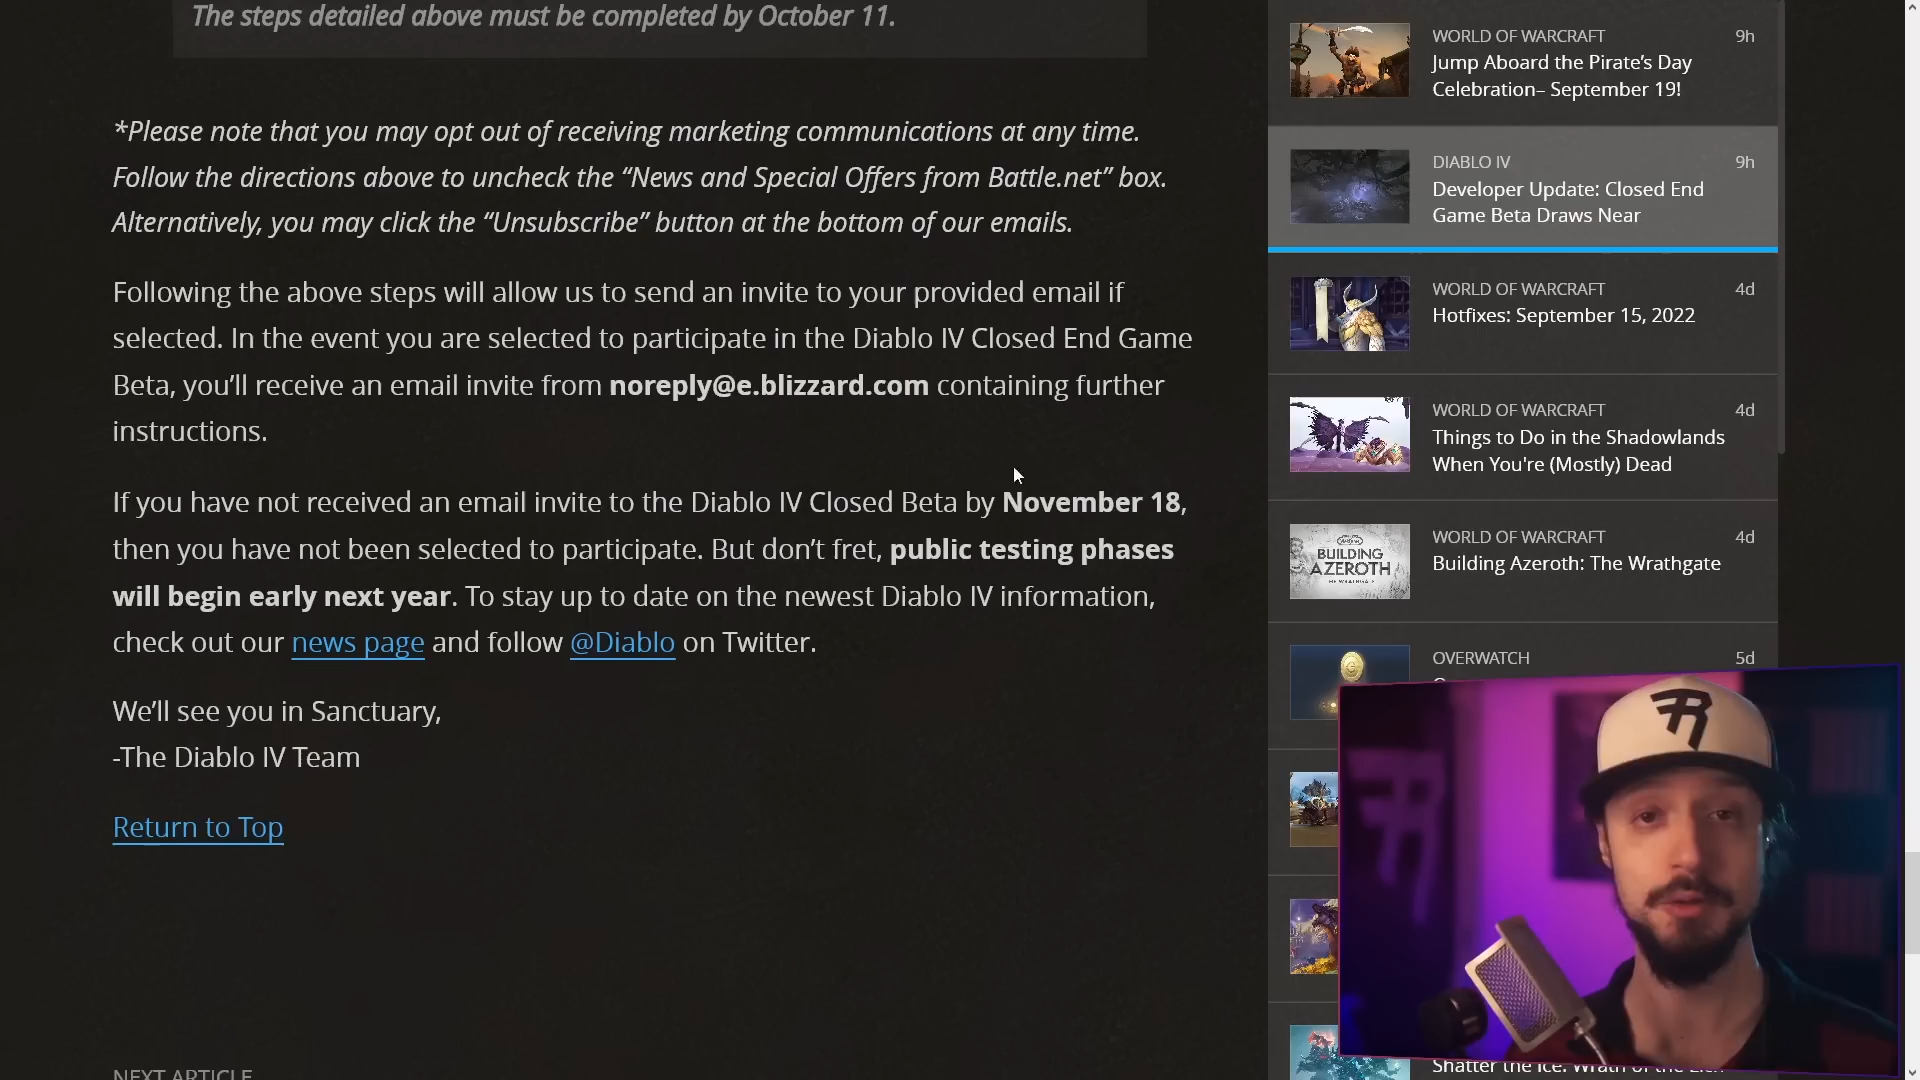 The steps detailed above must be completed by October 11.
*Please note that you may opt out of receiving marketing communications at any time.
Follow the directions above to uncheck the “News and Special Offers from Battle.net” box.
Alternatively, you may click the “Unsubscribe” button at the bottom of our emails.
Following the above steps will allow us to send an invite to your provided email if
selected. In the event you are selected to participate in the Diablo IV Closed End Game
Beta, you’ll receive an email invite from noreply@e.blizzard.com containing further
instructions.
If you have not received an email invite to the Diablo IV Closed Beta by November 18,
then you have not been selected to participate. But don’t fret, public testing phases
will begin early next year. To stay up to date on the newest Diablo IV information,
check out our news page and follow @Diablo on Twitter.
We’ll see you in Sanctuary,
-The Diablo IV Team
Return to Top
NEXT ARTICLE
WORLD OF WARCRAFT 9h
Jump Aboard the Pirate’s Day
Celebration– September 19!
DIABLO IV 9h
Developer Update: Closed End
Game Beta Draws Near
WORLD OF WARCRAFT 4d
Hotfixes: September 15, 2022
WORLD OF WARCRAFT 4d
Things to Do in the Shadowlands
When You're (Mostly) Dead
BUILDING
AZEROTH
THE WRATHGATE
WORLD OF WARCRAFT 4d
Building Azeroth: The Wrathgate
OVERWATCH 5d
Shatter the Ice: Wrath of the Lich